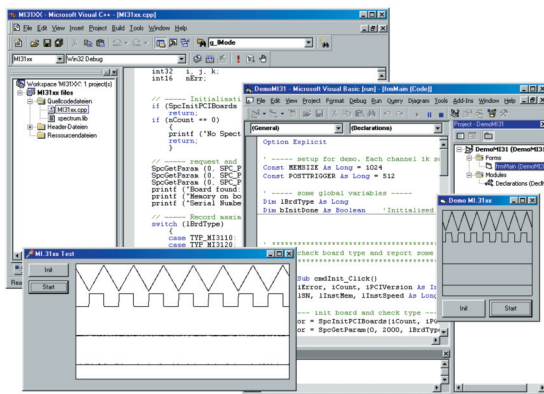 MI31XX - Microsoft Visual C++ - [MI31xx.cpp]
File Edit View Insert Project Build Tools Window Help
g_lMode
MI31xx
Win32 Debug
Workspace 'MI31XX': 1 project(s)
MI31xx files
Quellcodedateien
MI31xx.cpp
spectrum.lib
Header-Dateien
Ressourcendateien
int32 i, j, k;
int16 nErr;
// ----- Initialisati
if (SpcInitPCIBoards
return;
if (nCount == 0)
{
printf ("No Spect
return;
}
// ----- request and
SpcGetParam (0, SPC_P
SpcGetParam (0, SPC_P
SpcGetParam (0, SPC_P
printf ("Board found:
printf ("Memory on bo
printf ("Serial Numbe
// ----- Record maxim
switch (lBrdType)
{
case TYP_MI3110:
case TYP_MI3112:
Rea
DemoMI31 - Microsoft Visual Basic [run] - [frmMain (Code)]
File Edit View Project Format Debug Run Query Diagram Tools Add-Ins Window Help
(General)
(Declarations)
Option Explicit
' ----- setup for demo. Each channel 1k s
Const MEMSIZE As Long = 1024
Const POSTTRIGGER As Long = 512
' ----- some global variables -----
Dim lBrdType As Long
Dim bInitDone As Boolean 'Initialised
check board type and report some
Sub cmdInit_Click()
iError, iCount, iPCIVersion As In
lSN, lInstMem, lInstSpeed As Long
--- init board and check type ---
or = SpcInitPCIBoards(iCount, iPC
or = SpcGetParam(0, 2000, lBrdTyp
Project - DemoMI31
DemoMI31 (DemoMI3
Forms
frmMain (DemoMI3
Modules
Declarations (Decl
Demo MI.31xx
Init
Start
MI.31xx Test
Init
Start